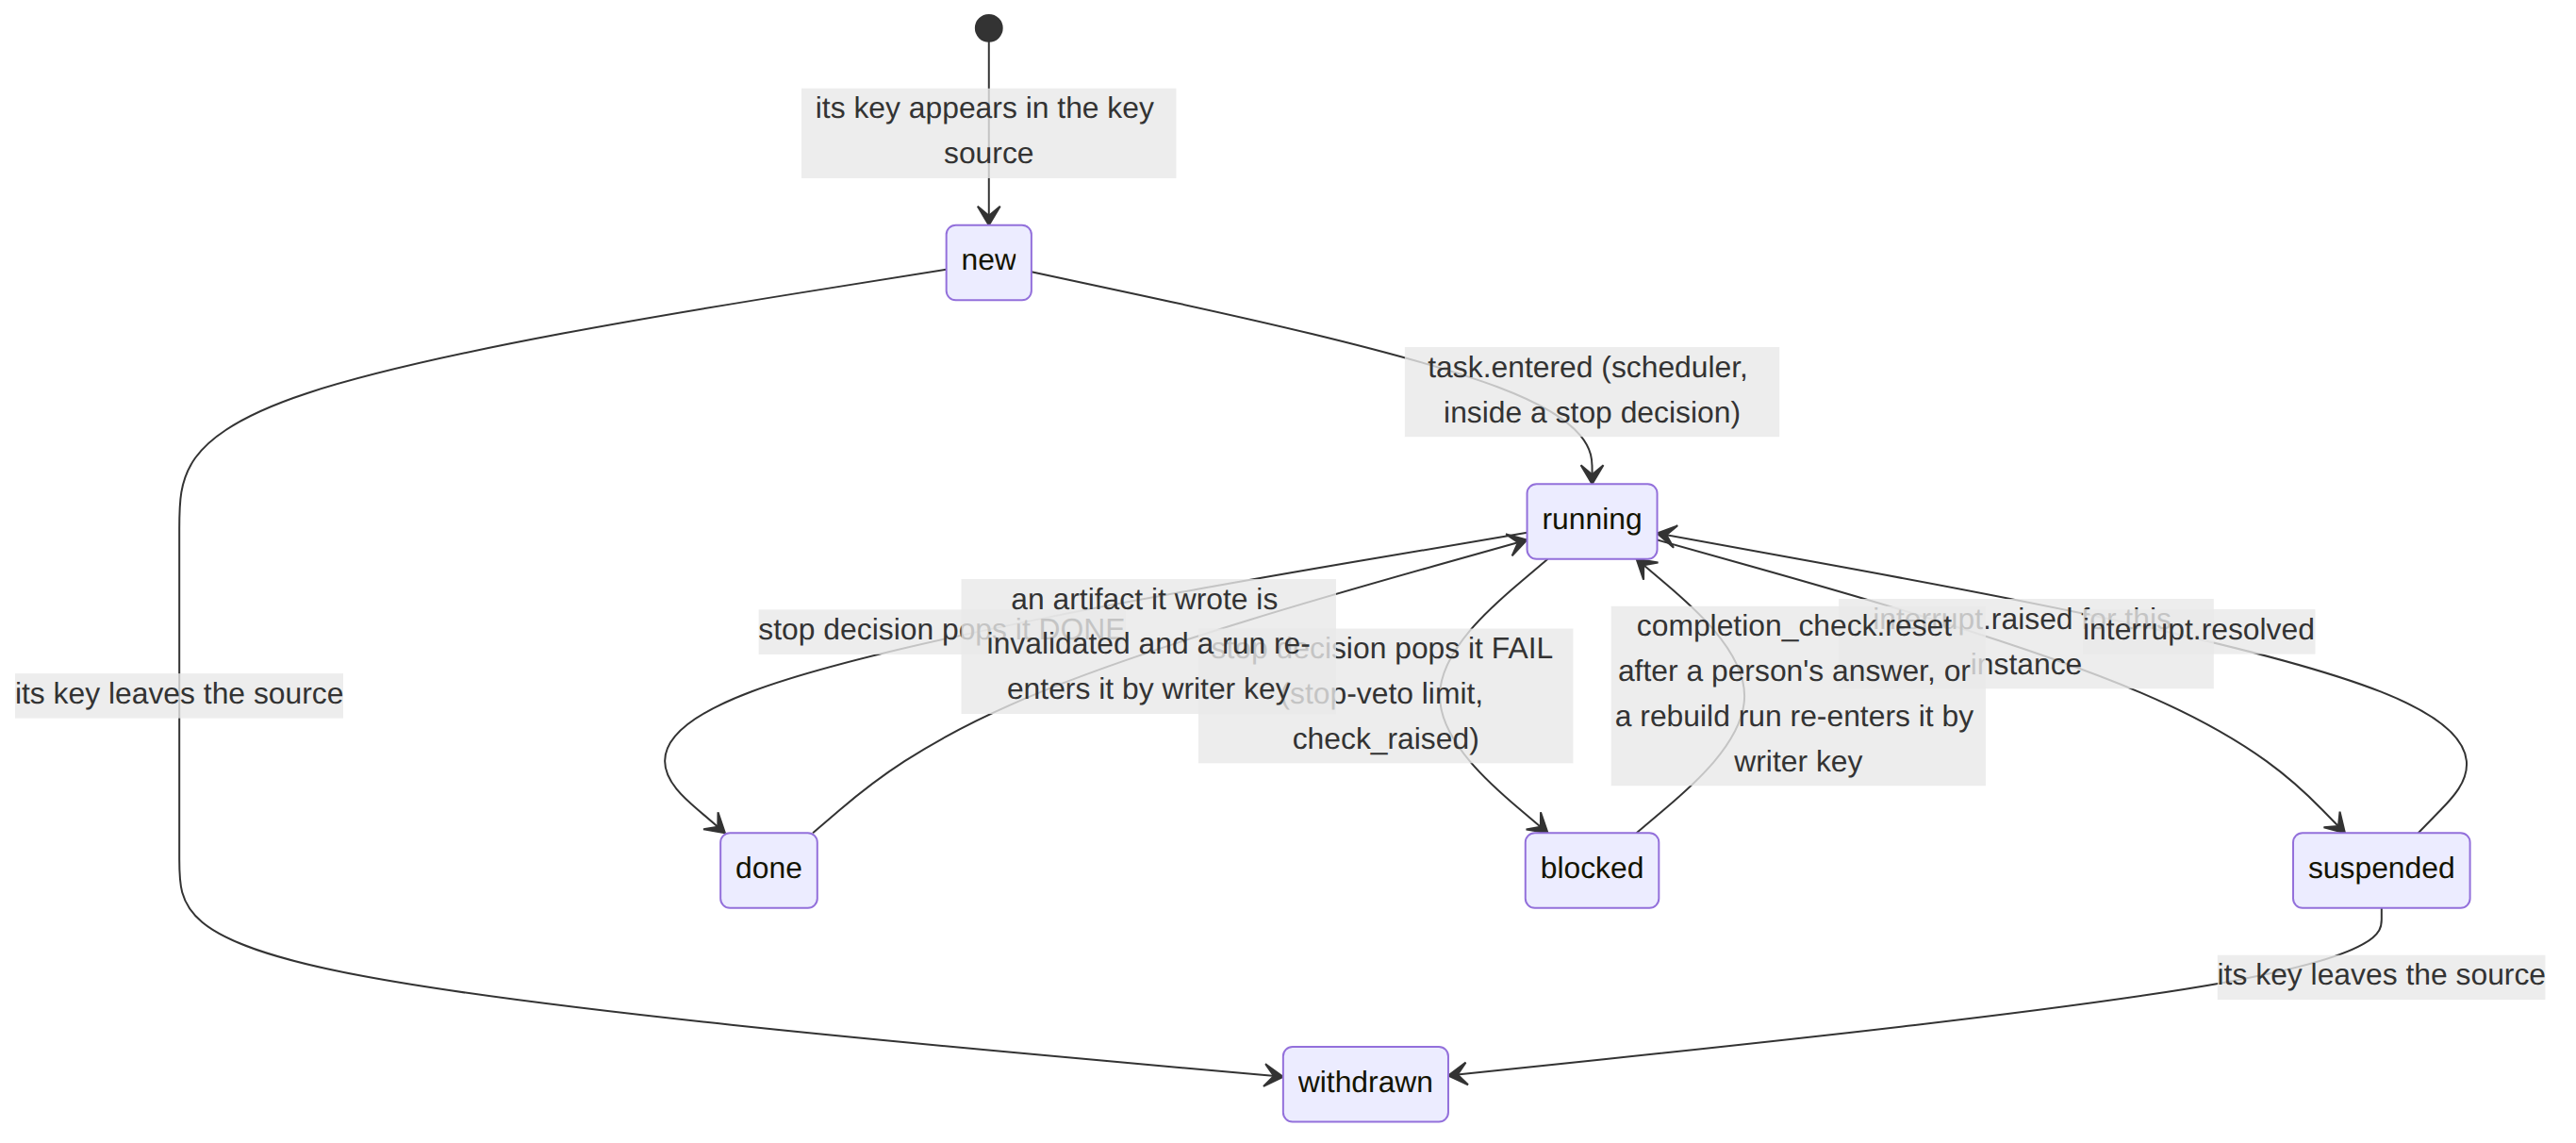 its key appears in the key
source
new
task.entered (scheduler,
inside a stop decision)
running
stop decision pops it DONE
an artifact it wrote is
invalidated and a run re-
enters it by writer key
stop decision pops it FAIL
(stop-veto limit,
check_raised)
completion_check.reset
after a person's answer, or
a rebuild run re-enters it by
writer key
interrupt.raised for this
instance
interrupt.resolved
its key leaves the source
done
blocked
suspended
its key leaves the source
withdrawn